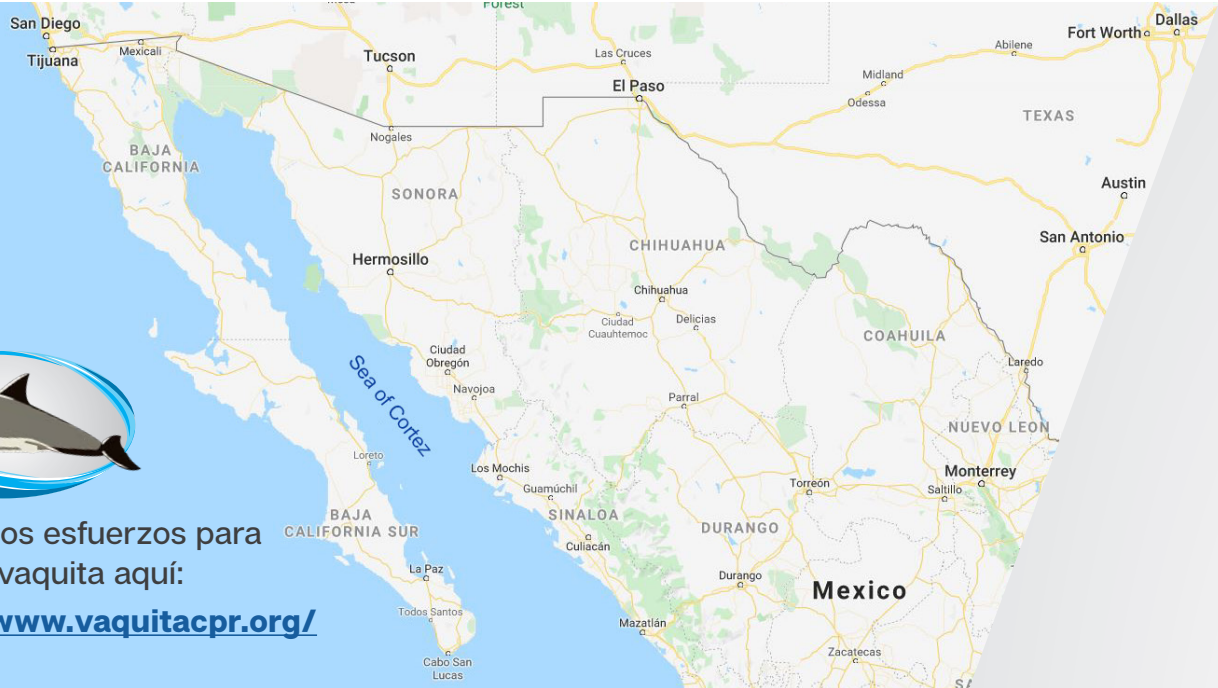 Forest
San Diego
Tijuana
Mexicali
Tucson
Las Cruces
El Paso
Abilene
Fort Worth
Dallas
Midland
Odessa
TEXAS
Nogales
BAJA
CALIFORNIA
SONORA
Austin
San Antonio
CHIHUAHUA
Hermosillo
Chihuahua
Ciudad
Cuauhtemoc
Delicias
COAHUILA
Ciudad
Obregón
Navojoa
Sea of Cortez
Parral
Laredo
NUEVO LEON
Loreto
Los Mochis
Guamúchil
Torreón
Monterrey
Saltillo
BAJA
CALIFORNIA SUR
SINALOA
Culiacán
DURANGO
os esfuerzos para
vaquita aquí:
www.vaquitacpr.org/
La Paz
Todos Santos
Durango
Mexico
Mazatlán
Cabo San
Lucas
Zacatecas